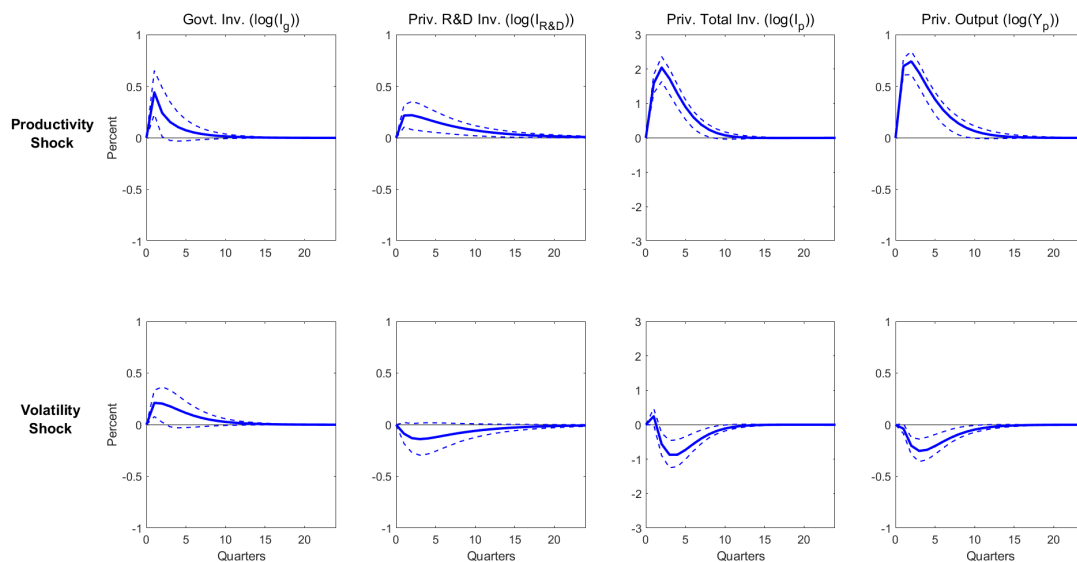 Govt. Inv. (log(I_g))
Priv. R&D Inv. (log(I_R&D))
Priv. Total Inv. (log(I_p))
Priv. Output (log(Y_p))
Productivity
Shock
Percent
1
0.5
0
-0.5
-1
0 5 10 15 20
1
0.5
0
-0.5
-1
0 5 10 15 20
3
2
1
0
-1
-2
-3
0 5 10 15 20
1
0.5
0
-0.5
-1
0 5 10 15 20
Volatility
Shock
Percent
1
0.5
0
-0.5
-1
0 5 10 15 20
Quarters
1
0.5
0
-0.5
-1
0 5 10 15 20
Quarters
3
2
1
0
-1
-2
-3
0 5 10 15 20
Quarters
1
0.5
0
-0.5
-1
0 5 10 15 20
Quarters